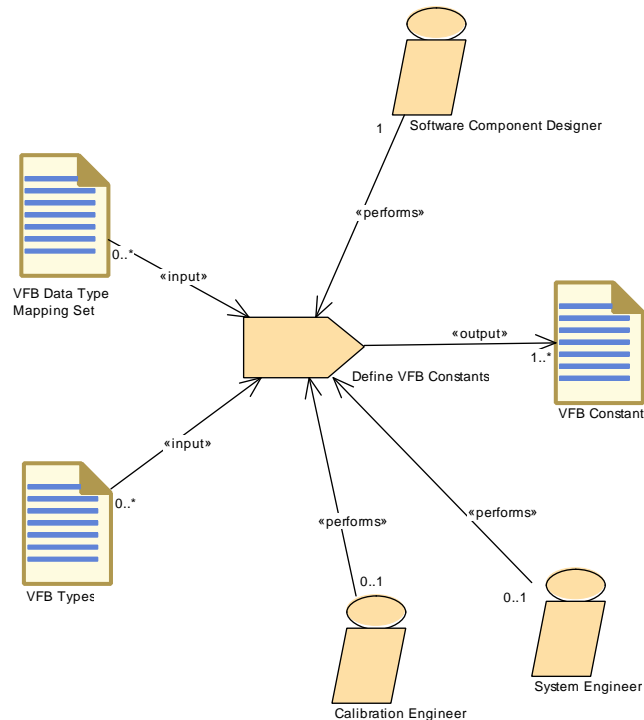 Software Component Designer
1
«performs»
VFB Data Type
Mapping Set
0..*
«input»
«output»
1..*
Define VFB Constants
VFB Constant
«input»
0..*
VFB Types
«performs»
0..1
Calibration Engineer
«performs»
0..1
System Engineer